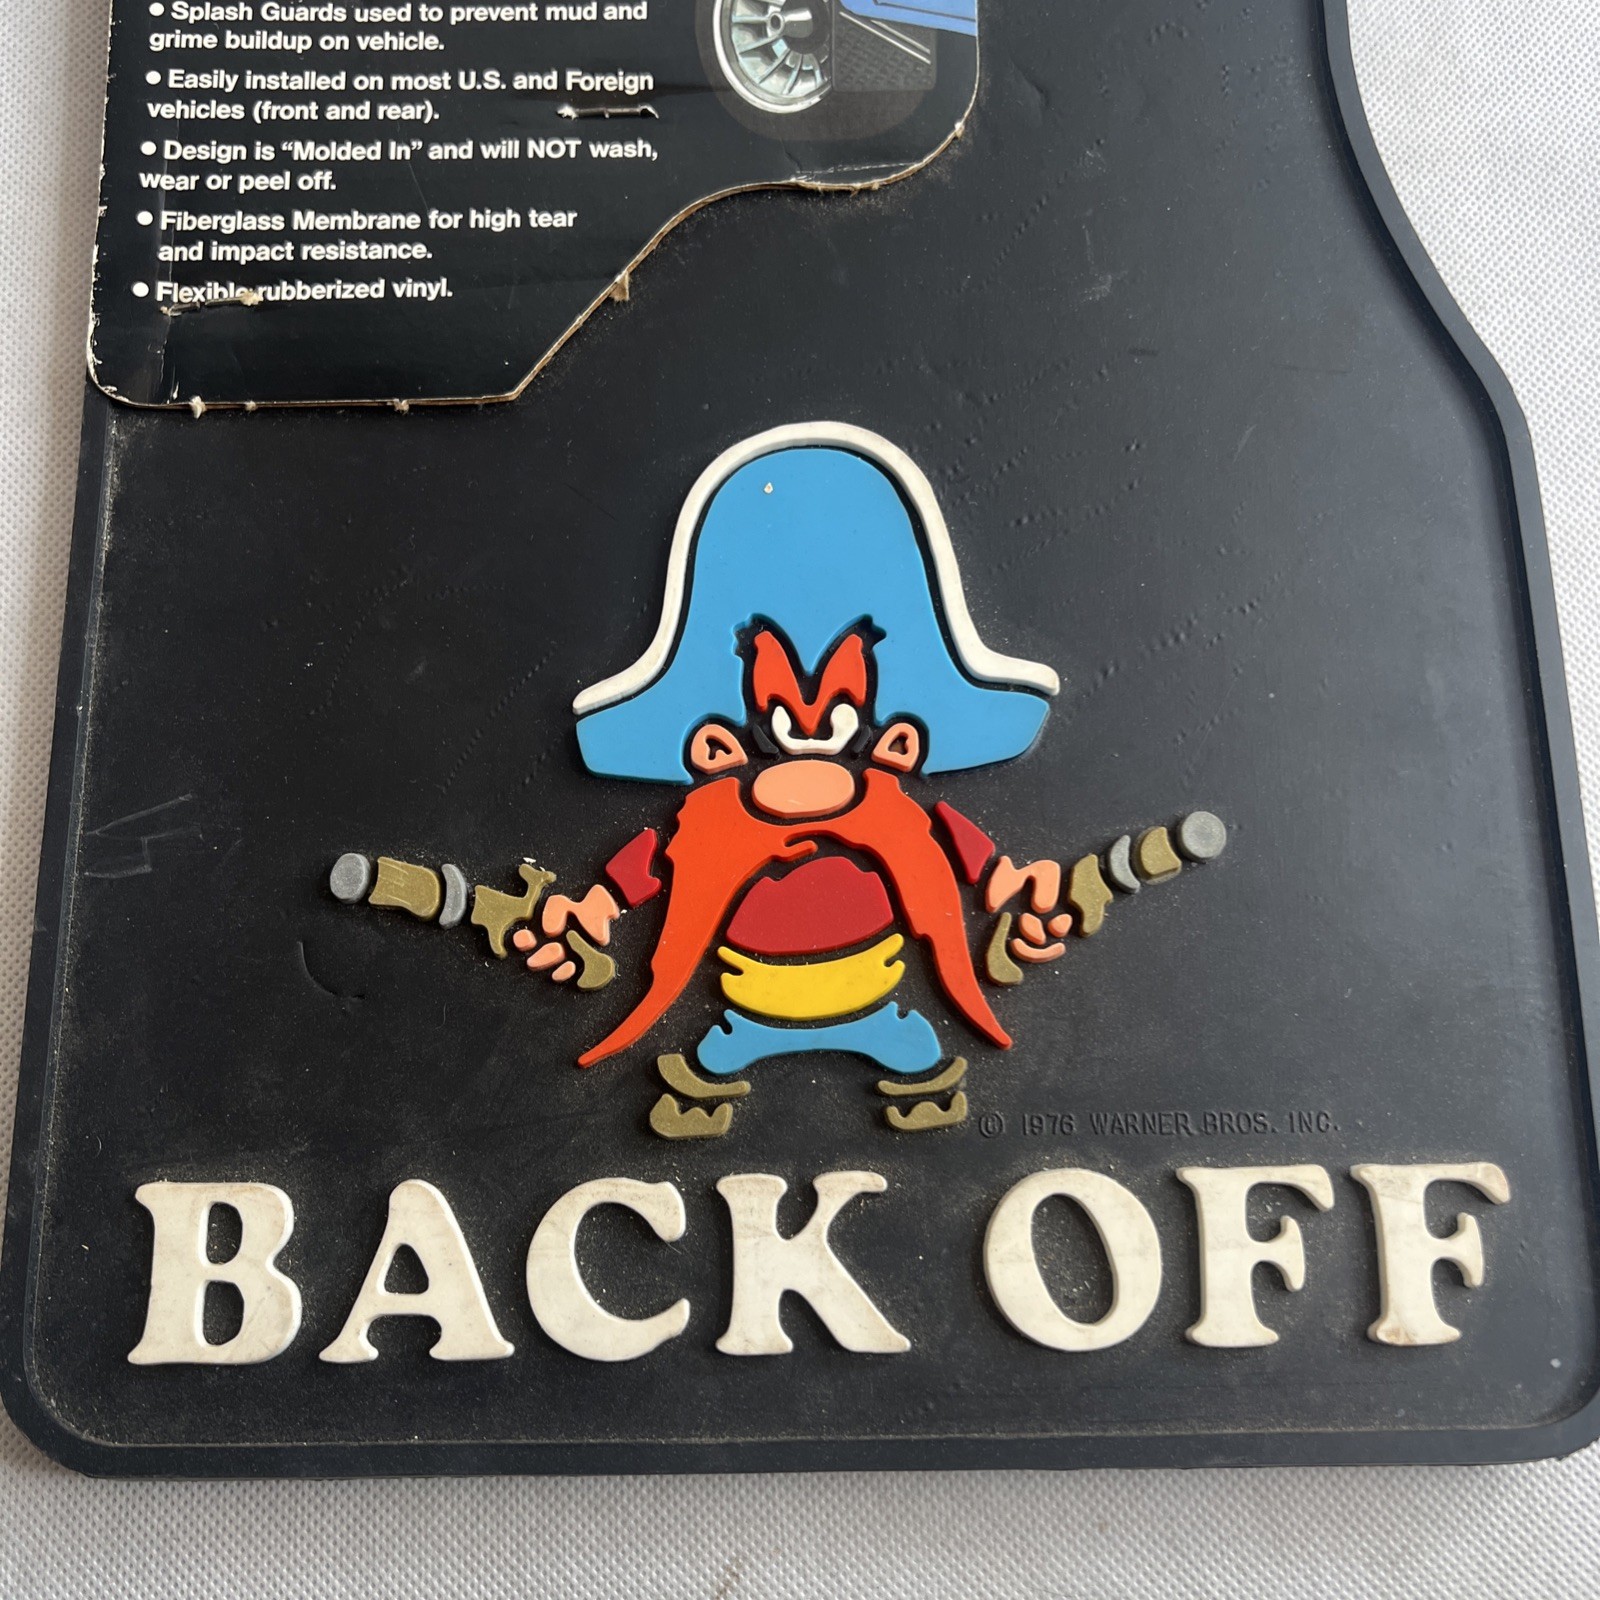 • Splash Guards used to prevent mud and
grime buildup on vehicle.
• Easily installed on most U.S. and Foreign
vehicles (front and rear).
• Design is “Molded In” and will NOT wash,
wear or peel off.
• Fiberglass Membrane for high tear
and impact resistance.
• Flexible rubberized vinyl.
© 1976 WARNER BROS. INC.
BACK OFF